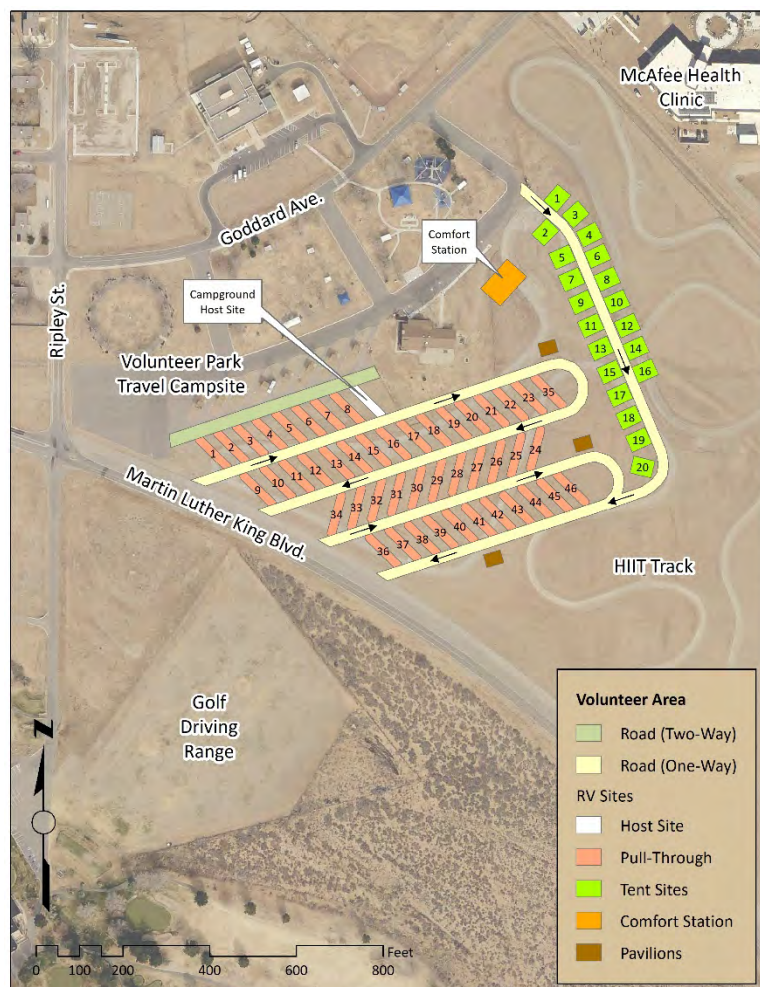 McAfee Health
Clinic
Goddard Ave.
Comfort
Station
Campground
Host Site
Ripley St.
Volunteer Park
Travel Campsite
1
3
2
4
5
6
7
8
9
10
11
12
13
14
15
16
17
18
19
20
1
2
3
4
5
6
7
8
9
10
11
12
13
14
15
16
17
18
19
20
21
22
23
35
34
33
32
31
30
29
28
27
26
25
24
36
37
38
39
40
41
42
43
44
45
46
Martin Luther King Blvd.
HIIT Track
Golf
Driving
Range
Volunteer Area
Road (Two-Way)
Road (One-Way)
RV Sites
Host Site
Pull-Through
Tent Sites
Comfort Station
Pavilions
N
Feet
0 100 200 400 600 800